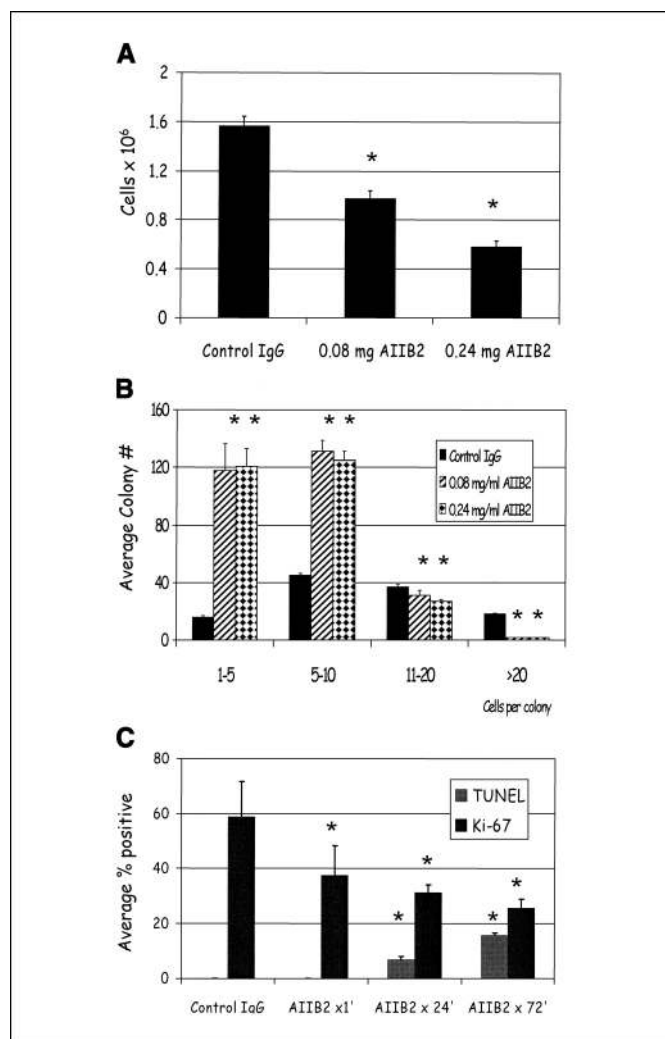 A
2
1.6
1.2
0.8
0.4
0
Cells x 10⁶
* *
Control IgG 0.08 mg AIIB2 0.24 mg AIIB2
B
160
120
80
40
0
Average Colony #
* * * * * * * *
Control IgG
0.08 mg/ml AIIB2
0.24 mg/ml AIIB2
1-5 5-10 11-20 >20
Cells per colony
C
80
60
40
20
0
Average % positive
TUNEL
Ki-67
* * * * *
Control IgG AIIB2 x1' AIIB2 x 24' AIIB2 x 72'